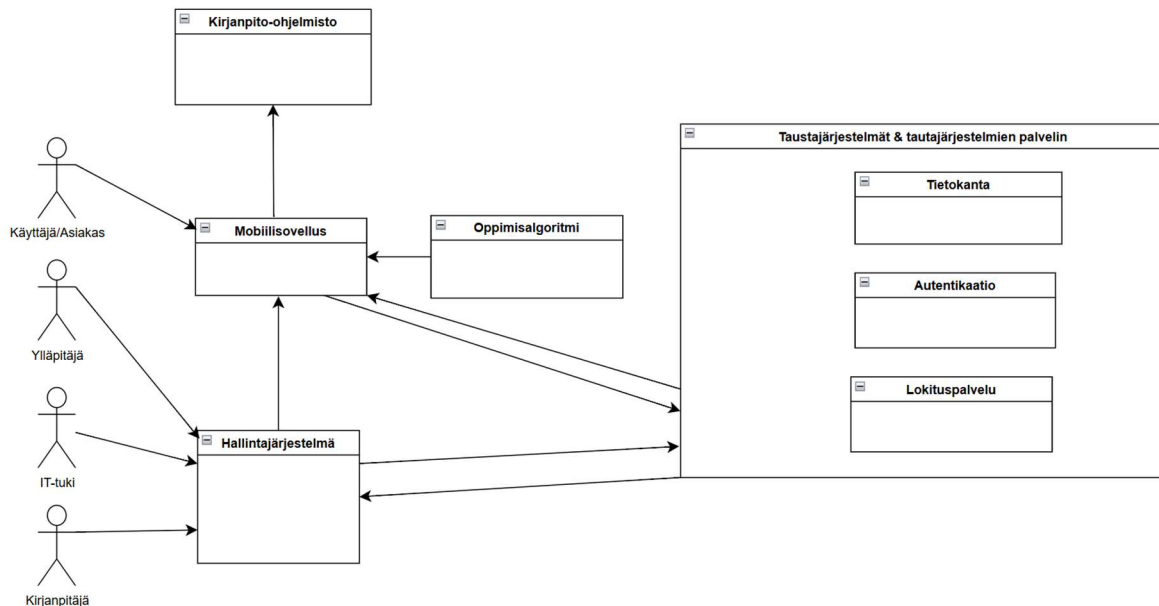 Kirjanpito-ohjelmisto
Taustajärjestelmät & tautajärjestelmien palvelin
Tietokanta
Käyttäjä/Asiakas
Mobiilisovellus
Oppimisalgoritmi
Autentikaatio
Ylläpitäjä
Lokituspalvelu
Hallintajärjestelmä
IT-tuki
Kirjanpitäjä